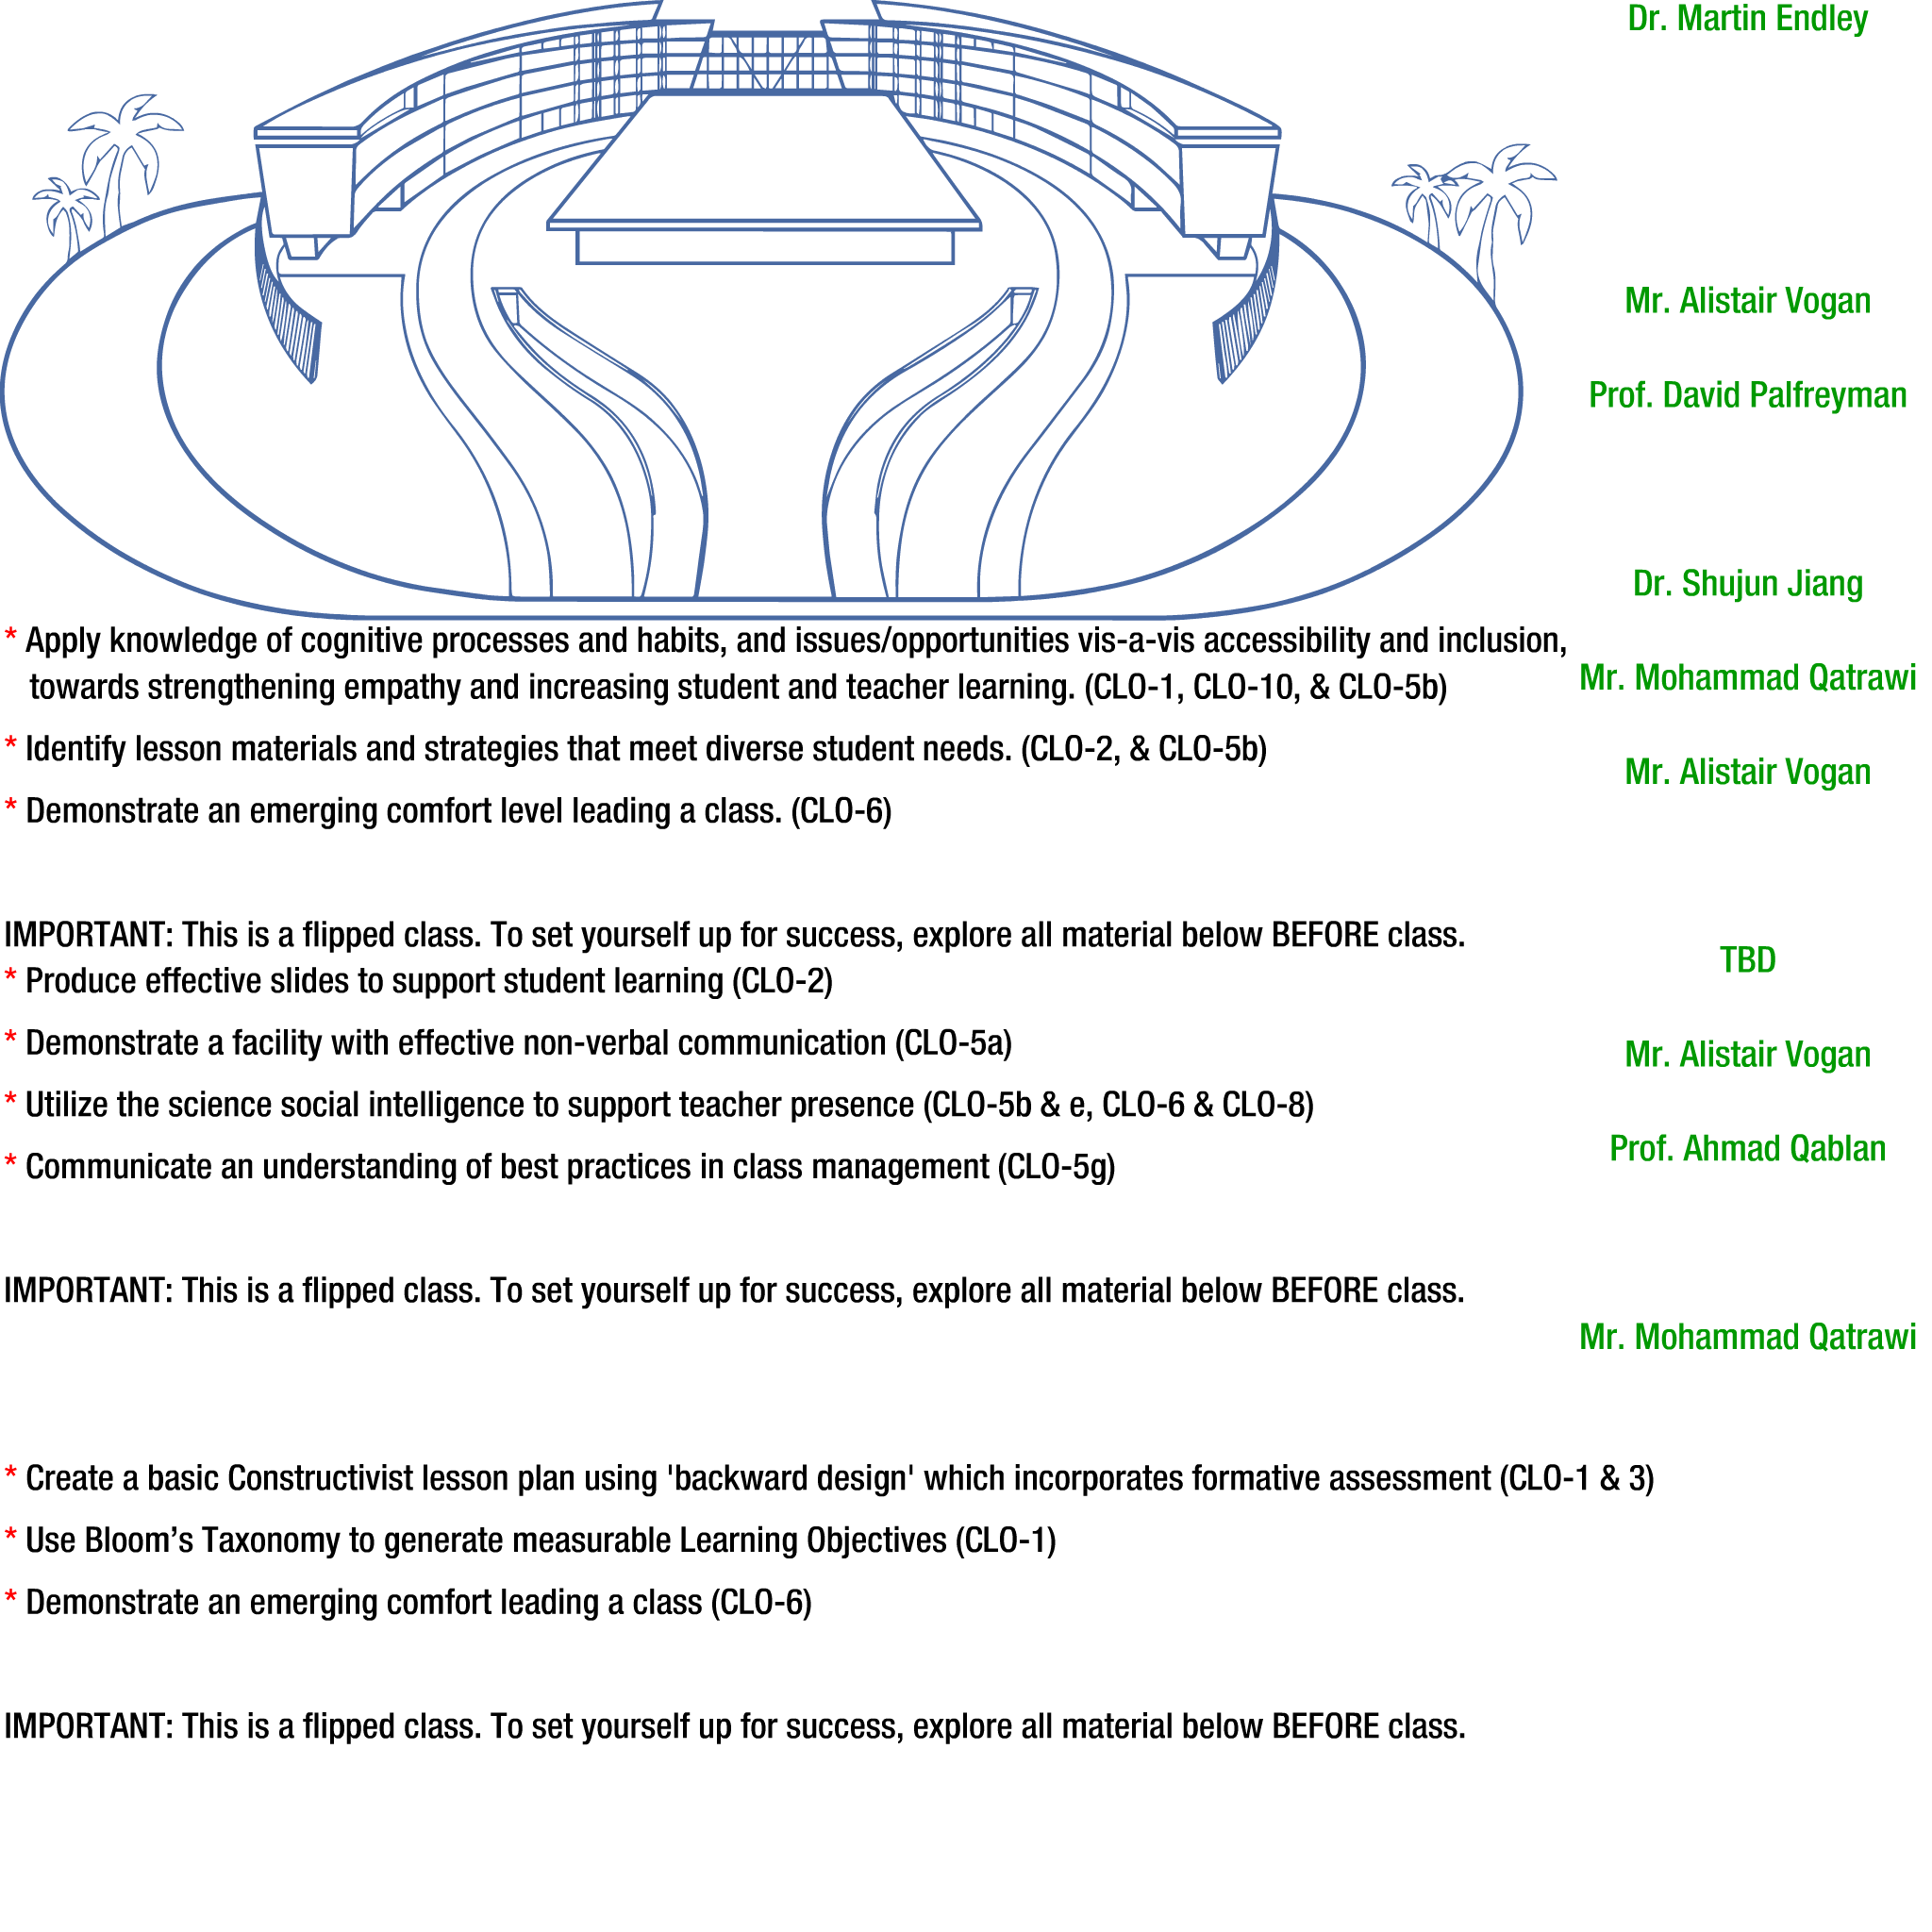 Dr. Martin Endley
Mr. Alistair Vogan
Prof. David Palfreyman
Dr. Shujun Jiang
* Apply knowledge of cognitive processes and habits, and issues/opportunities vis-a-vis accessibility and inclusion,
towards strengthening empathy and increasing student and teacher learning. (CLO-1, CLO-10, & CLO-5b)
Mr. Mohammad Qatrawi
* Identify lesson materials and strategies that meet diverse student needs. (CLO-2, & CLO-5b)
Mr. Alistair Vogan
* Demonstrate an emerging comfort level leading a class. (CLO-6)
IMPORTANT: This is a flipped class. To set yourself up for success, explore all material below BEFORE class.
TBD
* Produce effective slides to support student learning (CLO-2)
* Demonstrate a facility with effective non-verbal communication (CLO-5a)
Mr. Alistair Vogan
* Utilize the science social intelligence to support teacher presence (CLO-5b & e, CLO-6 & CLO-8)
Prof. Ahmad Qablan
* Communicate an understanding of best practices in class management (CLO-5g)
IMPORTANT: This is a flipped class. To set yourself up for success, explore all material below BEFORE class.
Mr. Mohammad Qatrawi
* Create a basic Constructivist lesson plan using 'backward design' which incorporates formative assessment (CLO-1 & 3)
* Use Bloom’s Taxonomy to generate measurable Learning Objectives (CLO-1)
* Demonstrate an emerging comfort leading a class (CLO-6)
IMPORTANT: This is a flipped class. To set yourself up for success, explore all material below BEFORE class.